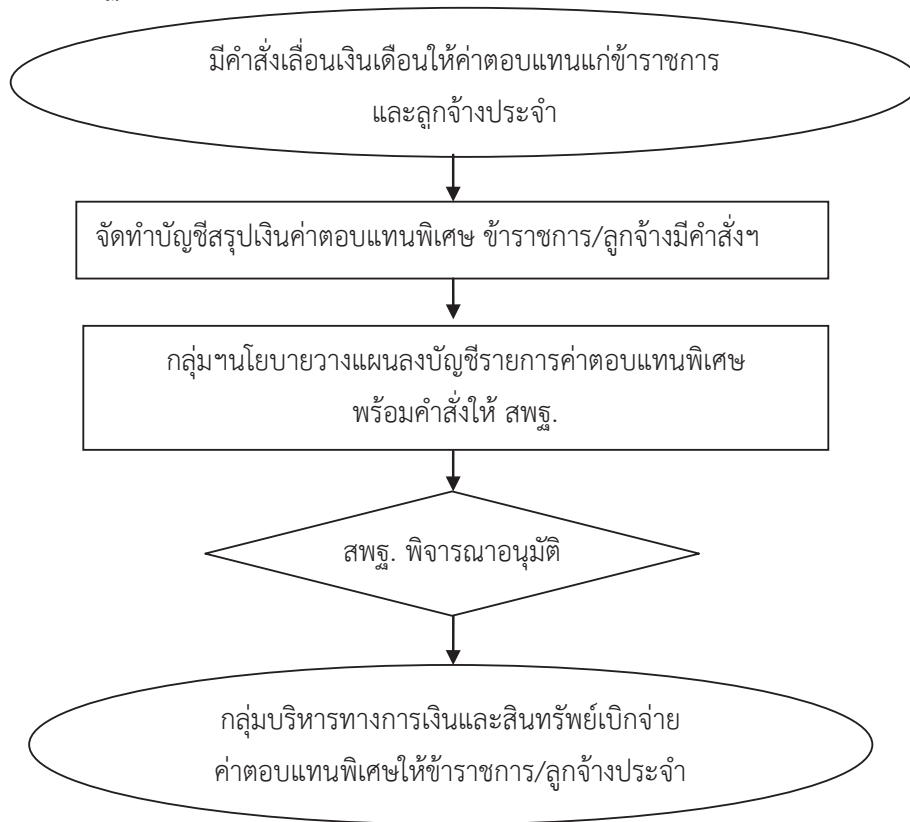 มีคำสั่งเลื่อนเงินเดือนให้ค่าตอบแทนแก่ข้าราชการ
และลูกจ้างประจำ
จัดทำบัญชีสรุปเงินค่าตอบแทนพิเศษ ข้าราชการ/ลูกจ้างมีคำสั่งฯ
กลุ่มฯนโยบายวางแผนลงบัญชีรายการค่าตอบแทนพิเศษ
พร้อมคำสั่งให้ สพฐ.
สพฐ. พิจารณาอนุมัติ
กลุ่มบริหารทางการเงินและสินทรัพย์เบิกจ่าย
ค่าตอบแทนพิเศษให้ข้าราชการ/ลูกจ้างประจำ